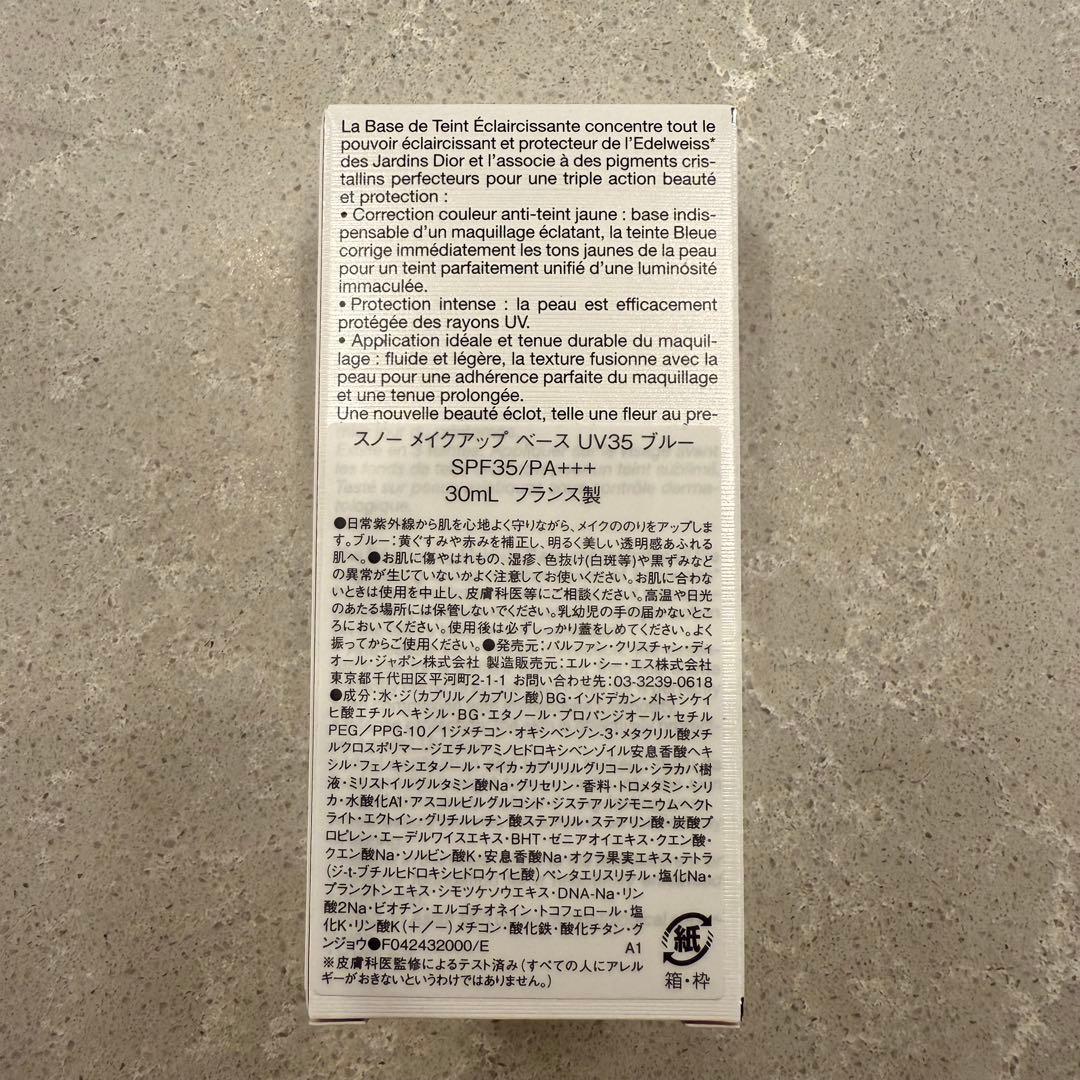 La Base de Teint Éclaircissante concentre tout le
pouvoir éclaircissant et protecteur de l'Edelweiss*
des Jardins Dior et l'associe à des pigments cris-
tallins perfecteurs pour une triple action beauté
et protection :
• Correction couleur anti-teint jaune : base indis-
pensable d'un maquillage éclatant, la teinte Bleue
corrige immédiatement les tons jaunes de la peau
pour un teint parfaitement unifié d'une luminosité
immaculée.
• Protection intense : la peau est efficacement
protégée des rayons UV.
• Application idéale et tenue durable du maquil-
lage : fluide et légère, la texture fusionne avec la
peau pour une adhérence parfaite du maquillage
et une tenue prolongée.
Une nouvelle beauté éclot, telle une fleur au pre-
スノー メイクアップ ベース UV35 ブルー
SPF35/PA+++
30mL フランス製
●日常紫外線から肌を心地よく守りながら、メイクののりをアップしま
す。ブルー：黄ぐすみや赤みを補正し、明るく美しい透明感あふれる
肌へ。●お肌に傷やはれもの、湿疹、色抜け(白斑等)や黒ずみなど
の異常が生じていないかよく注意してお使いください。お肌に合わな
いときは使用を中止し、皮膚科医等にご相談ください。高温や日光
のあたる場所には保管しないでください。乳幼児の手の届かないとこ
ろにおいてください。使用後は必ずしっかり蓋をしめてください。よく
振ってからご使用ください。●発売元：パルファン・クリスチャン・ディ
オール・ジャポン株式会社 製造販売元：エル・シー・エス株式会社
東京都千代田区平河町2-1-1 お問い合わせ先：03-3239-0618
●成分：水・ジ(カプリル／カプリン酸)BG・イソドデカン・メトキシケイ
ヒ酸エチルヘキシル・BG・エタノール・プロパンジオール・セチル
PEG／PPG-10／1ジメチコン・オキシベンゾン-3・メタクリル酸メチ
ルクロスポリマー・ジエチルアミノヒドロキシベンゾイル安息香酸ヘキ
シル・フェノキシエタノール・マイカ・カプリリルグリコール・シラカバ樹
液・ミリストイルグルタミン酸Na・グリセリン・香料・トロメタミン・シリ
カ・水酸化A1・アスコルビルグルコシド・ジステアルジモニウムヘクト
ライト・エクトイン・グリチルレチン酸ステアリル・ステアリン酸・炭酸プ
ロピレン・エーデルワイスエキス・BHT・ゼニアオイエキス・クエン酸・
クエン酸Na・ソルビン酸K・安息香酸Na・オクラ果実エキス・テトラ
(ジ-t-ブチルヒドロキシヒドロケイヒ酸)ペンタエリスリチル・塩化Na・
プランクトンエキス・シモツケソウエキス・DNA-Na・リン
酸2Na・ビオチン・エルゴチオネイン・トコフェロール・塩
化K・リン酸K(＋／−)メチコン・酸化鉄・酸化チタン・グ
ンジョウ●F042432000/E A1
※皮膚科医監修によるテスト済み(すべての人にアレル
ギーがおきないというわけではありません。)
紙
箱・枠